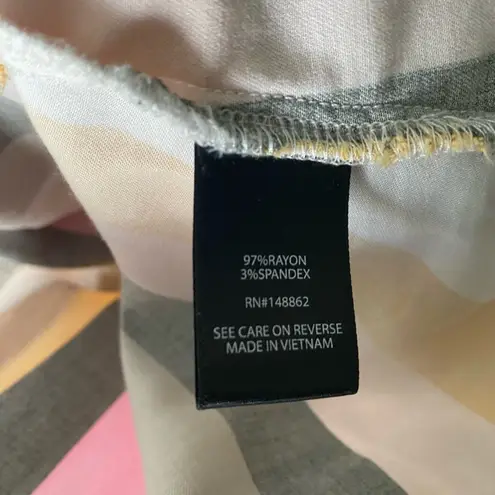 97%RAYON
3%SPANDEX
RN#148862
SEE CARE ON REVERSE
MADE IN VIETNAM